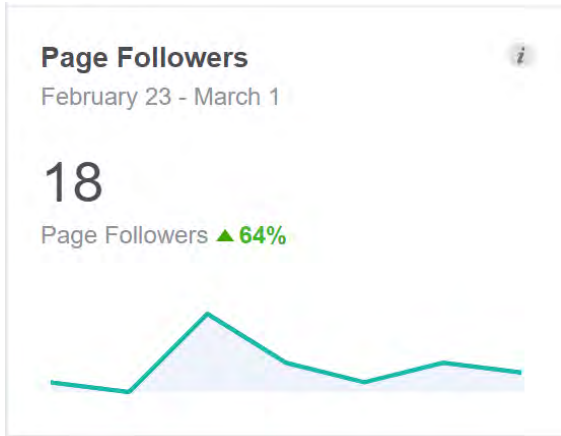 Page Followers
i
February 23 - March 1
18
Page Followers ▲ 64%